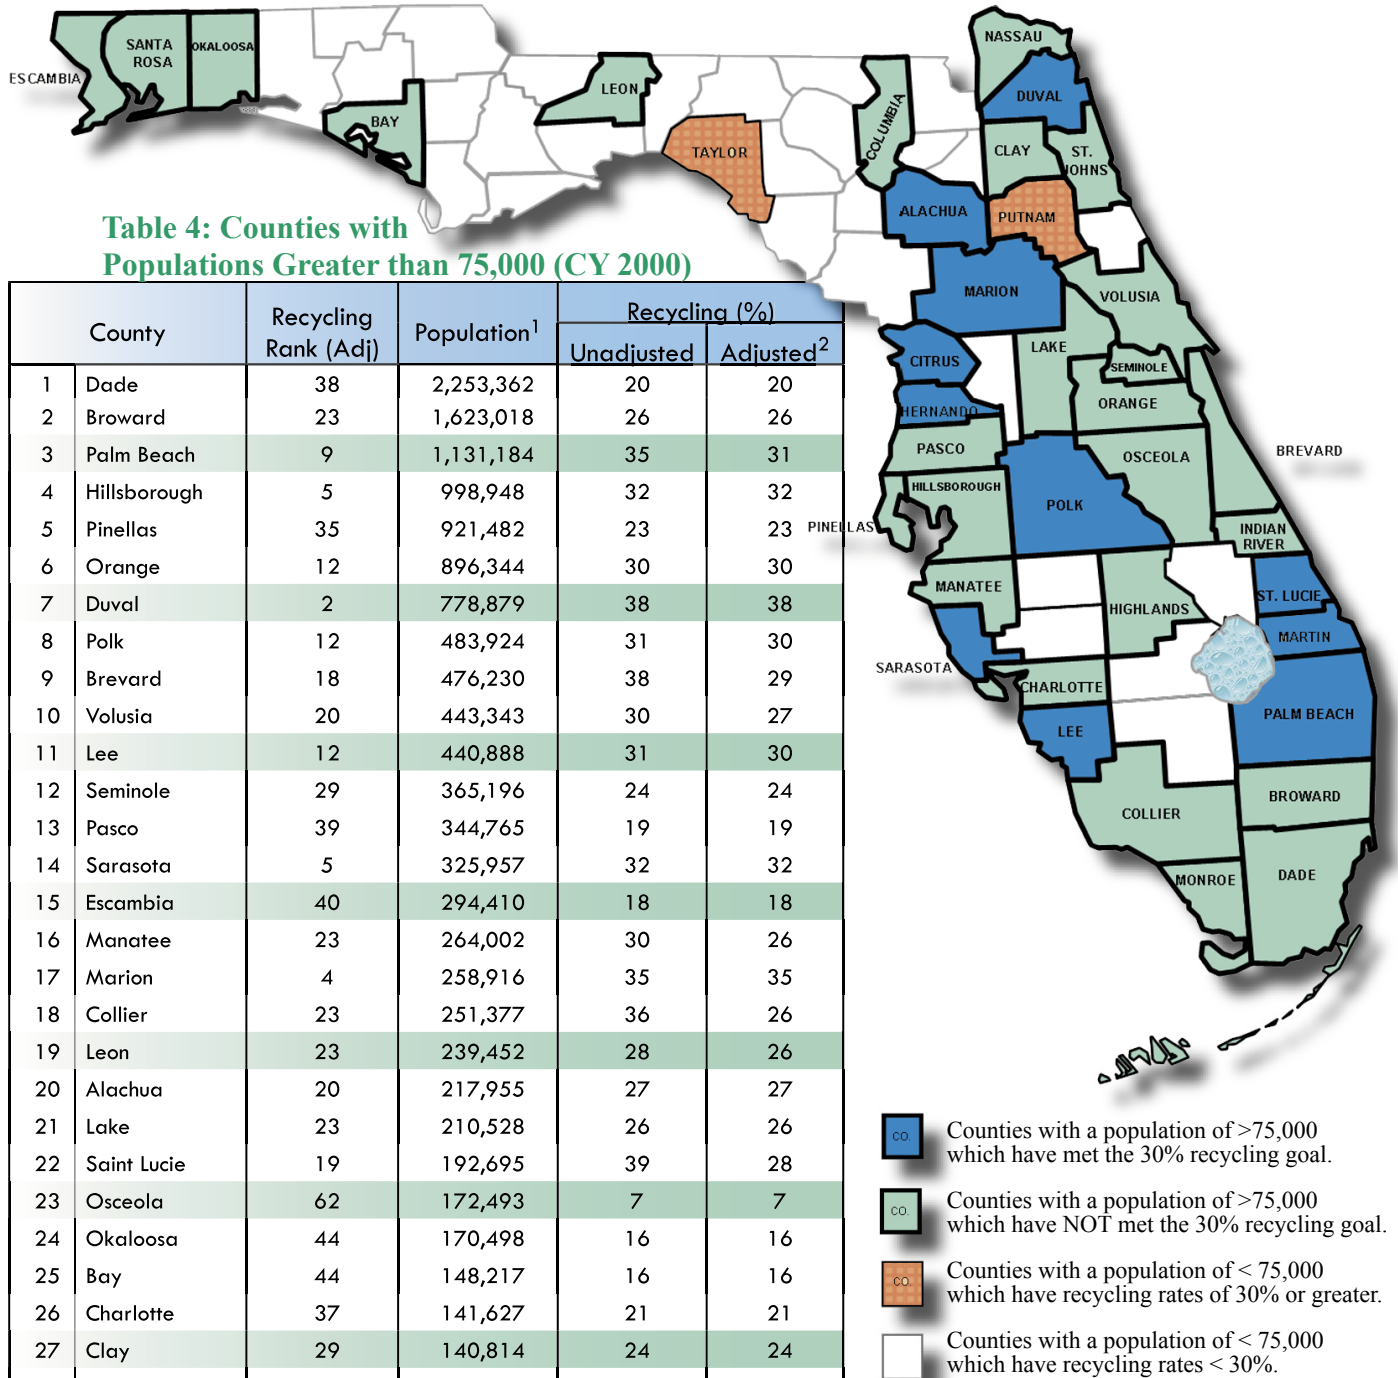 NASSAU
SANTA
ROSA
OKALOOSA
ESCAMBIA
DUVAL
LEON
BAY
COLUMBIA
TAYLOR
CLAY
ST.
JOHNS
ALACHUA
PUTNAM
Table 4: Counties with
Populations Greater than 75,000 (CY 2000)
MARION
VOLUSIA
LAKE
CITRUS
SEMINOLE
HERNANDO
ORANGE
PASCO
OSCEOLA
BREVARD
HILLSBOROUGH
POLK
PINELLAS
INDIAN
RIVER
MANATEE
HIGHLANDS
ST. LUCIE
MARTIN
SARASOTA
CHARLOTTE
PALM BEACH
LEE
BROWARD
COLLIER
MONROE
DADE
County Recycling Rank (Adj) Population1 Recycling (%)
Unadjusted Adjusted2
1 Dade 38 2,253,362 20 20
2 Broward 23 1,623,018 26 26
3 Palm Beach 9 1,131,184 35 31
4 Hillsborough 5 998,948 32 32
5 Pinellas 35 921,482 23 23
6 Orange 12 896,344 30 30
7 Duval 2 778,879 38 38
8 Polk 12 483,924 31 30
9 Brevard 18 476,230 38 29
10 Volusia 20 443,343 30 27
11 Lee 12 440,888 31 30
12 Seminole 29 365,196 24 24
13 Pasco 39 344,765 19 19
14 Sarasota 5 325,957 32 32
15 Escambia 40 294,410 18 18
16 Manatee 23 264,002 30 26
17 Marion 4 258,916 35 35
18 Collier 23 251,377 36 26
19 Leon 23 239,452 28 26
20 Alachua 20 217,955 27 27
21 Lake 23 210,528 26 26
22 Saint Lucie 19 192,695 39 28
23 Osceola 62 172,493 7 7
24 Okaloosa 44 170,498 16 16
25 Bay 44 148,217 16 16
26 Charlotte 37 141,627 21 21
27 Clay 29 140,814 24 24
CO. Counties with a population of >75,000
which have met the 30% recycling goal.
CO. Counties with a population of >75,000
which have NOT met the 30% recycling goal.
CO. Counties with a population of < 75,000
which have recycling rates of 30% or greater.
Counties with a population of < 75,000
which have recycling rates < 30%.